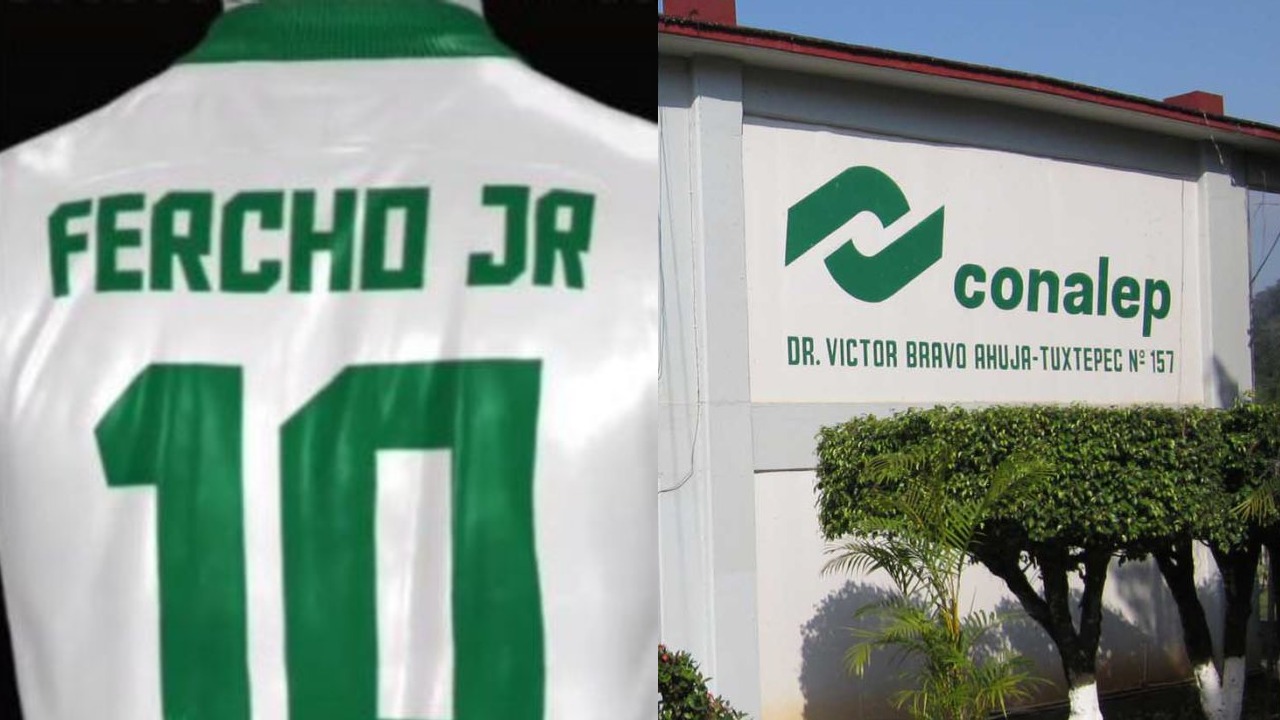 FERCHO JR
10
conalep
DR. VICTOR BRAVO AHUJA-TUXTEPEC Nº 157